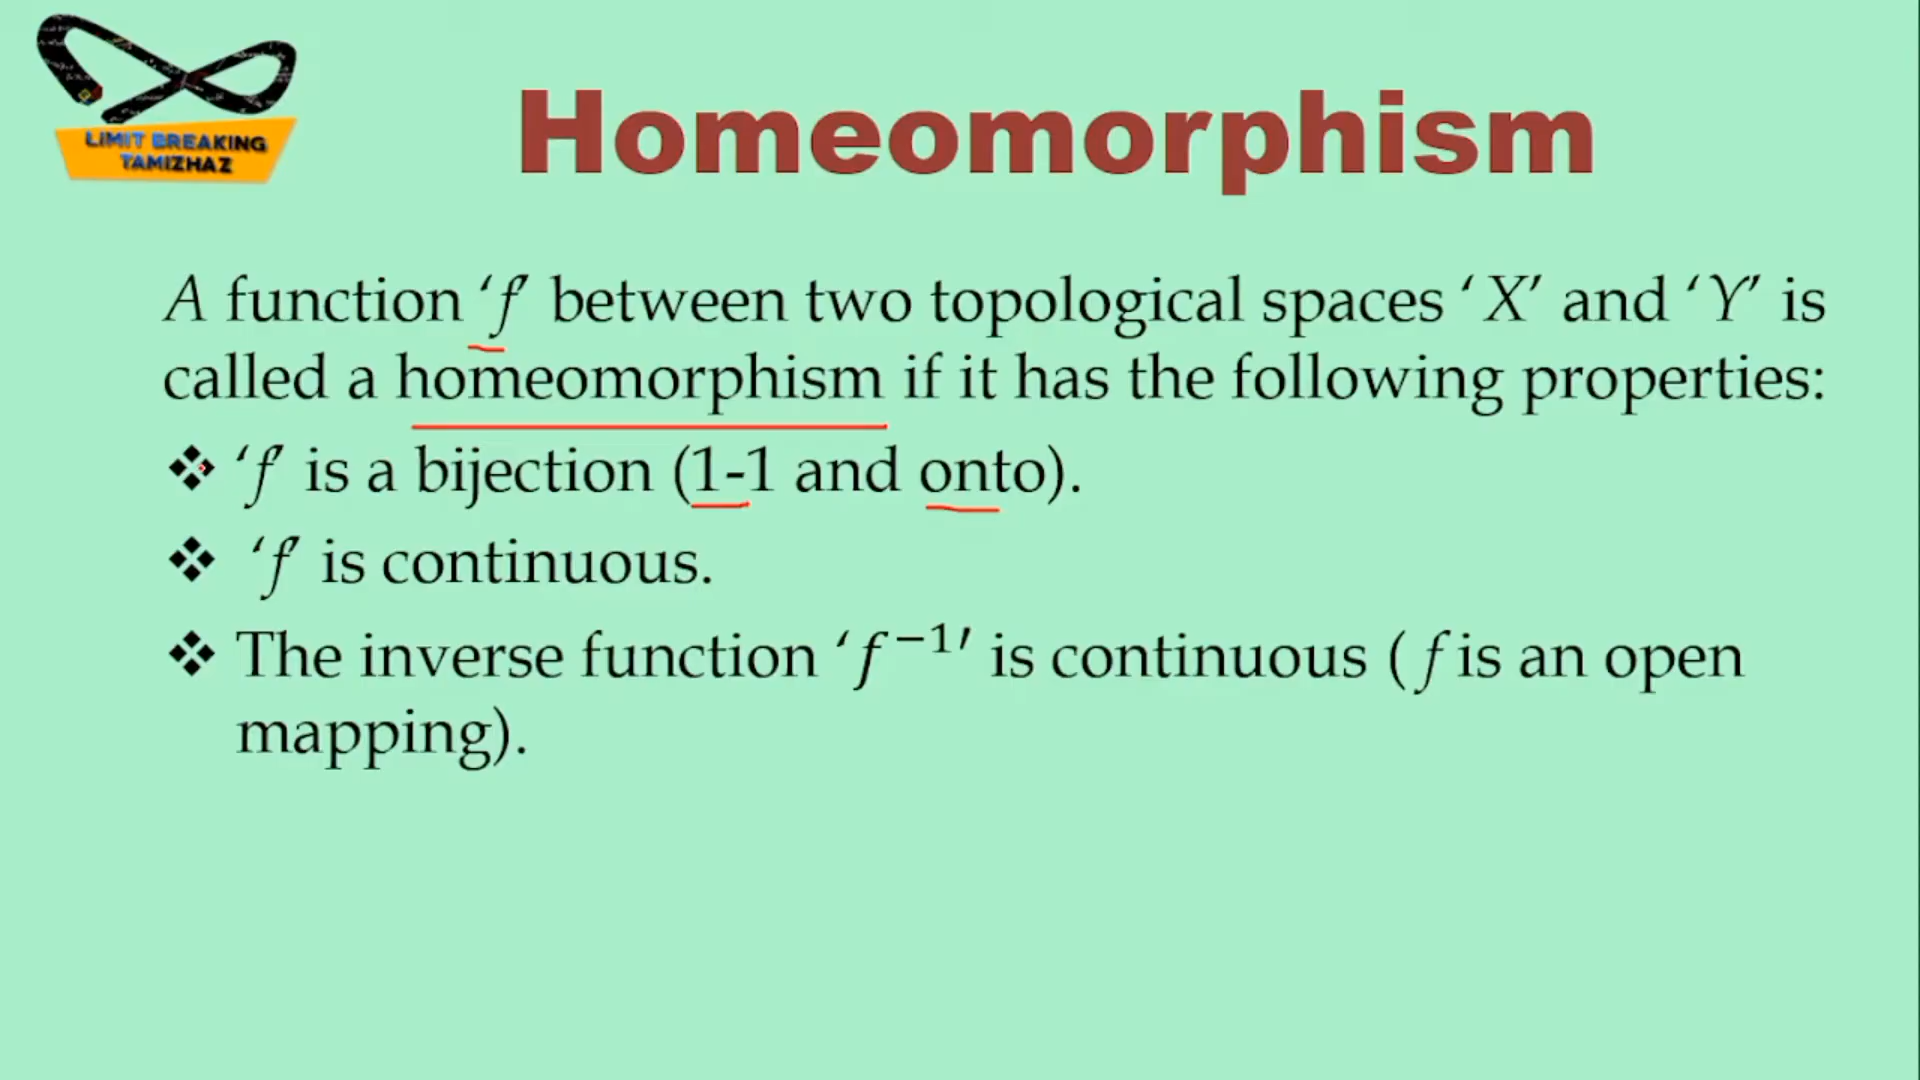 LIMIT BREAKING
TAMIZHAZ
Homeomorphism
A function ‘f’ between two topological spaces ‘X’ and ‘Y’ is
called a homeomorphism if it has the following properties:
❖ ‘f’ is a bijection (1-1 and onto).
❖ ‘f’ is continuous.
❖ The inverse function ‘f⁻¹′ is continuous (f is an open
mapping).